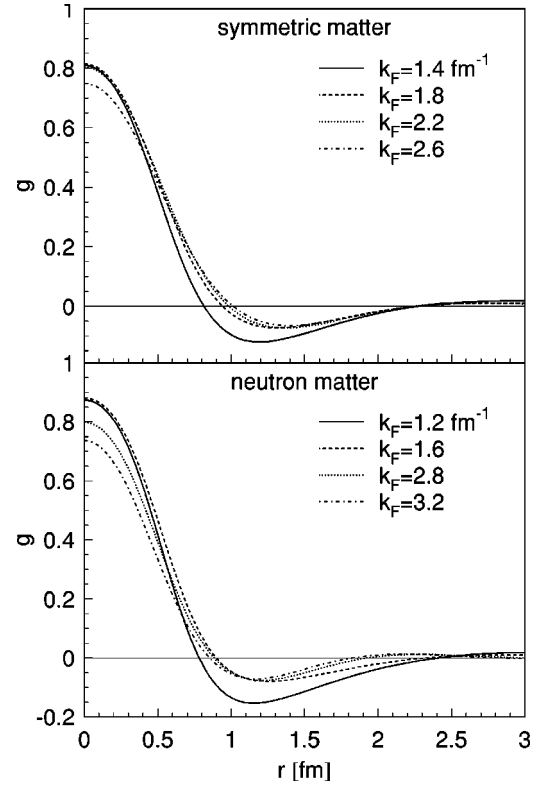 1
symmetric matter
k_F=1.4 fm^-1
0.8
k_F=1.8
k_F=2.2
0.6
k_F=2.6
g
0.4
0.2
0
1
neutron matter
k_F=1.2 fm^-1
0.8
k_F=1.6
k_F=2.8
0.6
k_F=3.2
g
0.4
0.2
0
-0.2
0 0.5 1 1.5 2 2.5 3
r [fm]